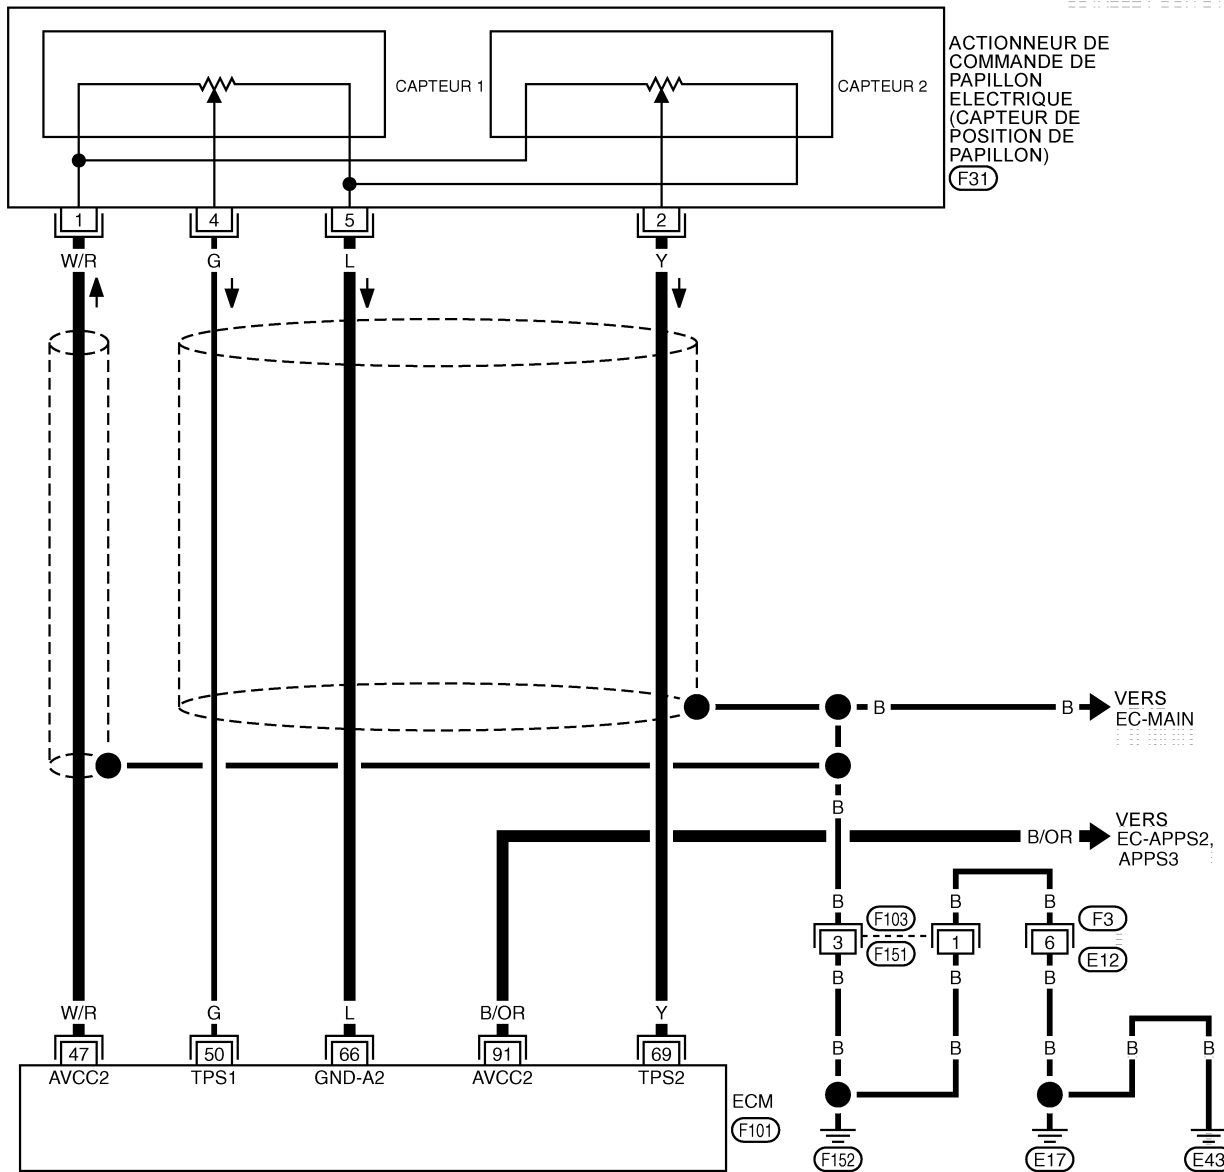 ACTIONNEUR DE
COMMANDE DE
PAPILLON
ELECTRIQUE
(CAPTEUR DE
POSITION DE
PAPILLON)
F31
CAPTEUR 1
CAPTEUR 2
1 4 5 2
W/R G L Y
B B VERS
EC-MAIN
B
B/OR VERS
EC-APPS2,
APPS3
B B B
3 F103 1 6 F3
F151 E12
B B B
W/R G L B/OR Y
47 50 66 91 69
B B B B B
AVCC2 TPS1 GND-A2 AVCC2 TPS2
ECM
F101
F152 E17 E43